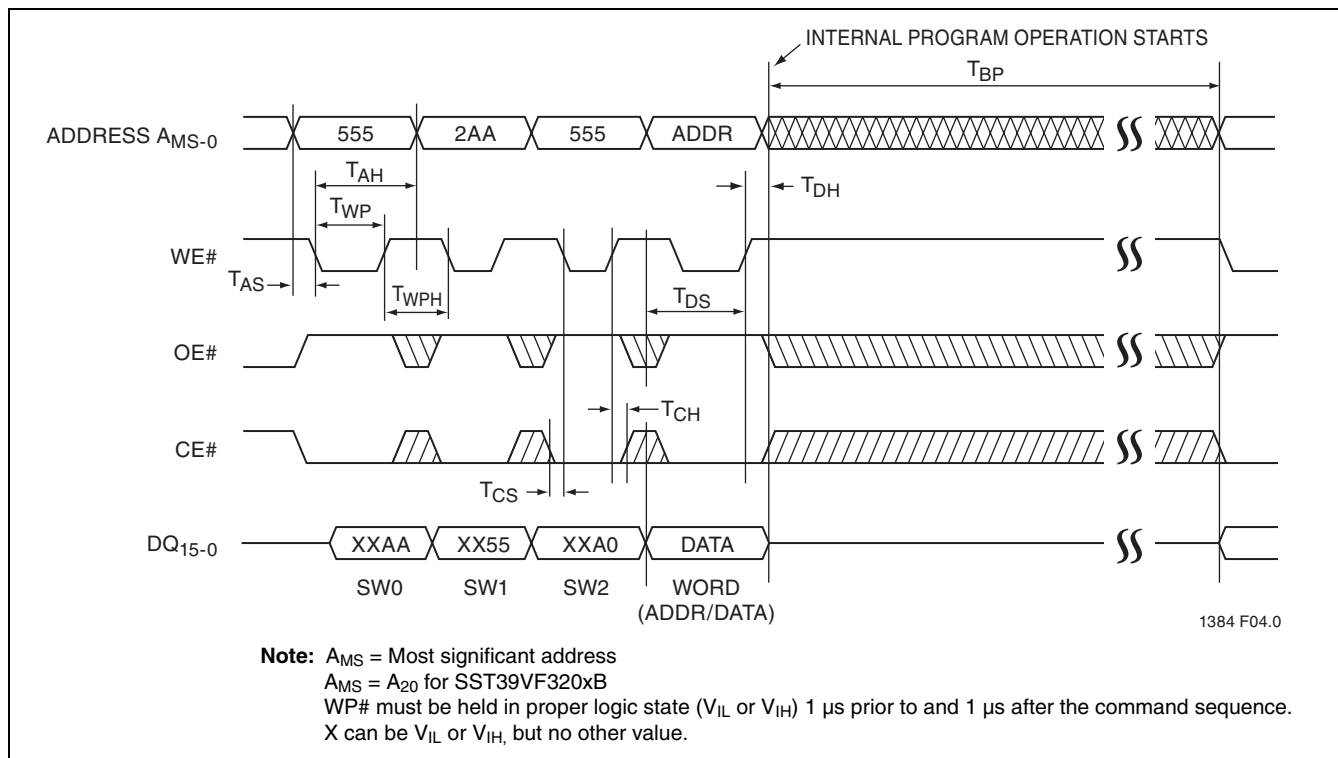 INTERNAL PROGRAM OPERATION STARTS
TBP
ADDRESS AMS-0
555
2AA
555
ADDR
TAH
TDH
TWP
WE#
TAS
TWPH
TDS
OE#
TCH
CE#
TCS
DQ15-0
XXAA
XX55
XXA0
DATA
SW0
SW1
SW2
WORD
(ADDR/DATA)
1384 F04.0
Note: AMS = Most significant address
AMS = A20 for SST39VF320xB
WP# must be held in proper logic state (VIL or VIH) 1 µs prior to and 1 µs after the command sequence.
X can be VIL or VIH, but no other value.